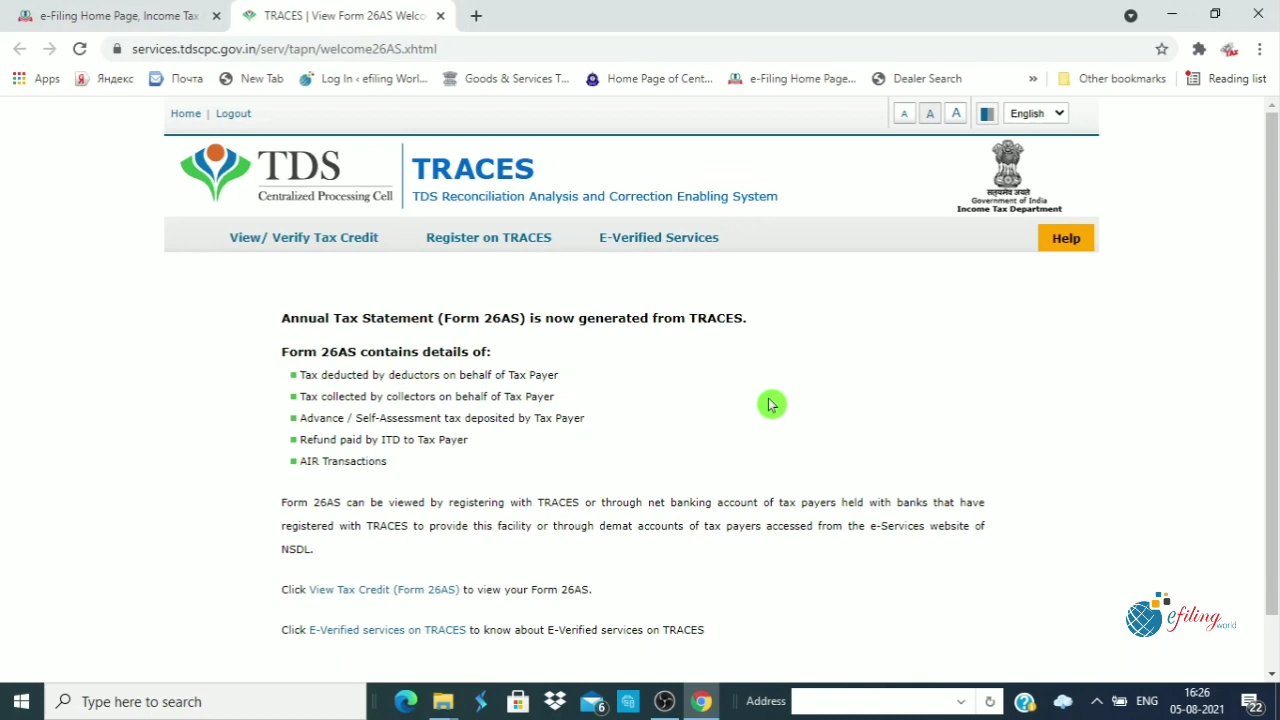 e-Filing Home Page, Income Tax
TRACES | View Form 26AS Welco
services.tdscpc.gov.in/serv/tapn/welcome26AS.xhtml
Apps Яндекс Почта New Tab Log In ‹ efiling Worl... Goods & Services T... Home Page of Cent... e-Filing Home Page... Dealer Search » Other bookmarks Reading list
Home | Logout
A A A English
TDS
Centralized Processing Cell
TRACES
TDS Reconciliation Analysis and Correction Enabling System
सत्यमेव जयते
Government of India
Income Tax Department
View/ Verify Tax Credit Register on TRACES E-Verified Services Help
Annual Tax Statement (Form 26AS) is now generated from TRACES.
Form 26AS contains details of:
Tax deducted by deductors on behalf of Tax Payer
Tax collected by collectors on behalf of Tax Payer
Advance / Self-Assessment tax deposited by Tax Payer
Refund paid by ITD to Tax Payer
AIR Transactions
Form 26AS can be viewed by registering with TRACES or through net banking account of tax payers held with banks that have
registered with TRACES to provide this facility or through demat accounts of tax payers accessed from the e-Services website of
NSDL.
Click View Tax Credit (Form 26AS) to view your Form 26AS.
Click E-Verified services on TRACES to know about E-Verified services on TRACES
efiling
world
Type here to search
6
Address
ENG
16:26
05-08-2021
22